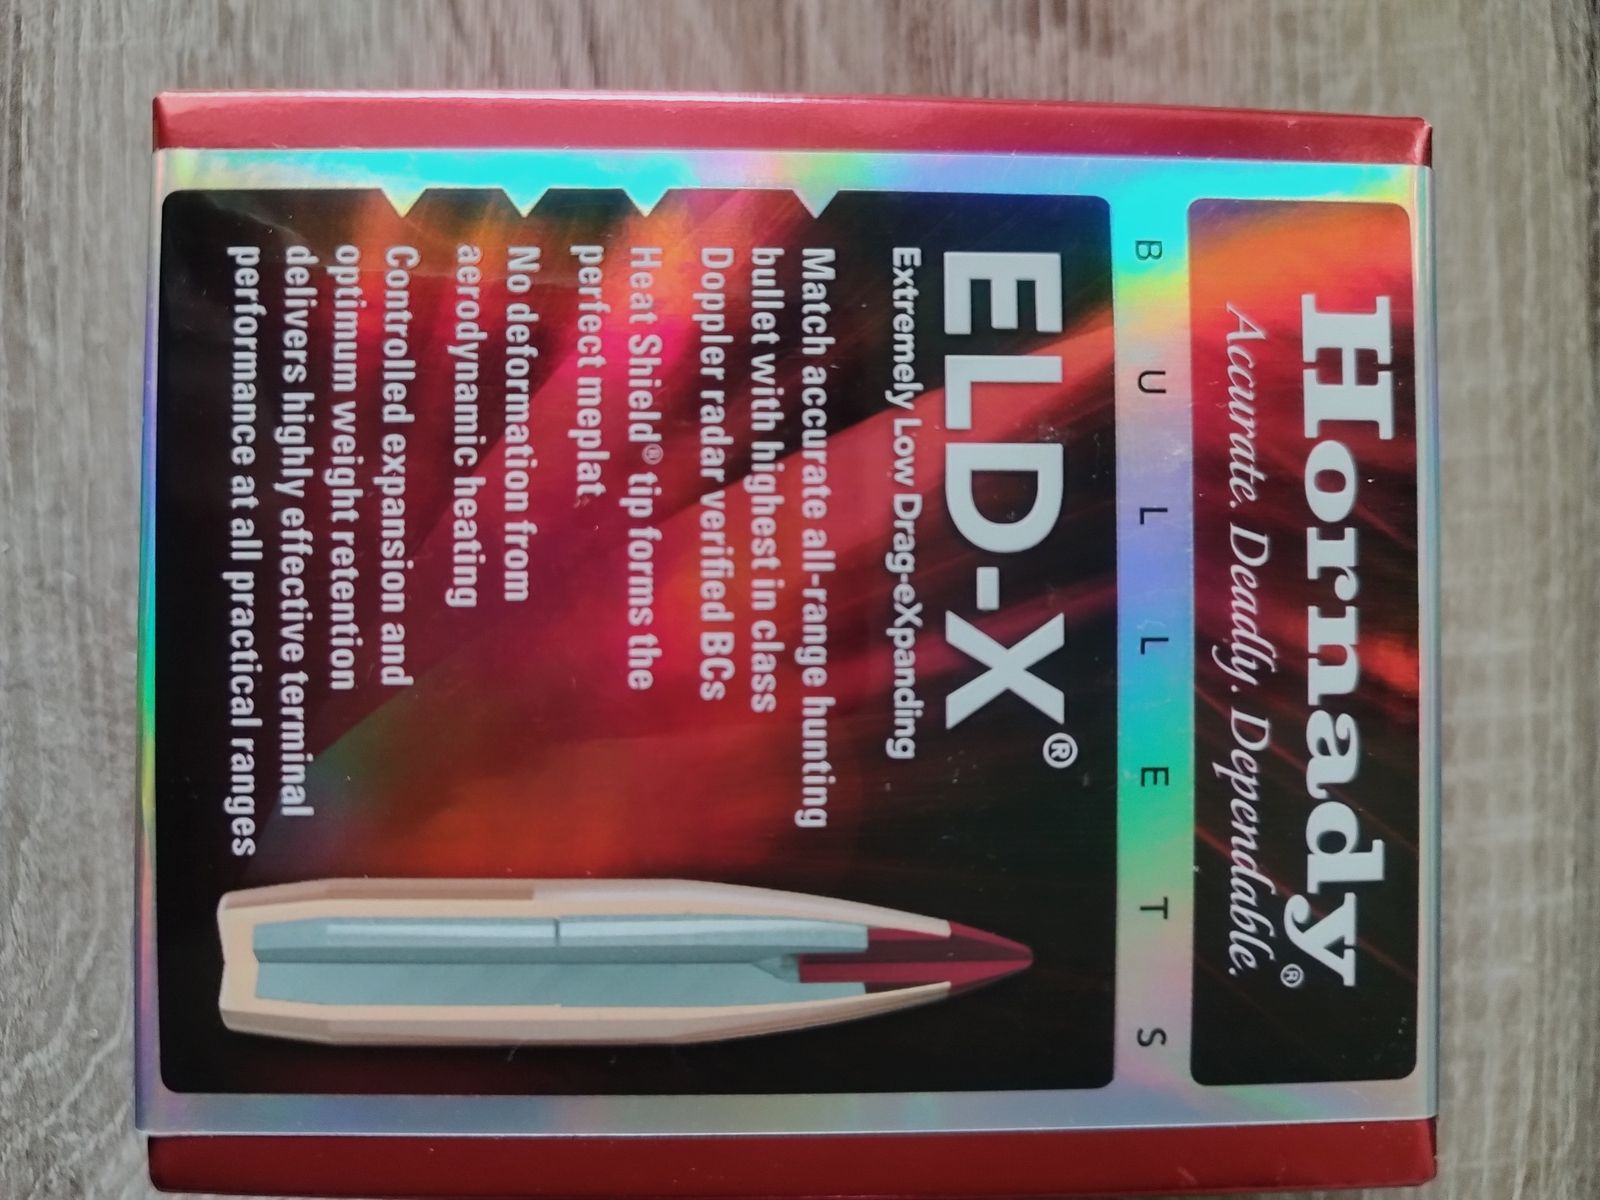 Hornady®
Accurate. Deadly. Dependable.
BULLETS
ELD-X®
Extremely Low Drag-eXpanding
Match accurate all-range hunting
bullet with highest in class
Doppler radar verified BCs
Heat Shield® tip forms the
perfect meplat
No deformation from
aerodynamic heating
Controlled expansion and
optimum weight retention
delivers highly effective terminal
performance at all practical ranges